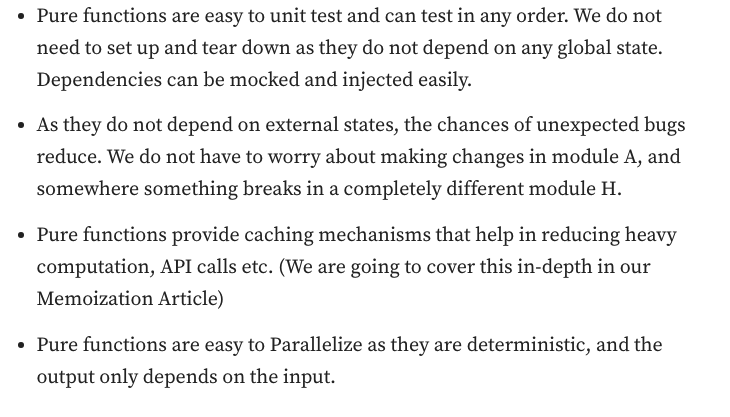 • Pure functions are easy to unit test and can test in any order. We do not
need to set up and tear down as they do not depend on any global state.
Dependencies can be mocked and injected easily.
• As they do not depend on external states, the chances of unexpected bugs
reduce. We do not have to worry about making changes in module A, and
somewhere something breaks in a completely different module H.
• Pure functions provide caching mechanisms that help in reducing heavy
computation, API calls etc. (We are going to cover this in-depth in our
Memoization Article)
• Pure functions are easy to Parallelize as they are deterministic, and the
output only depends on the input.